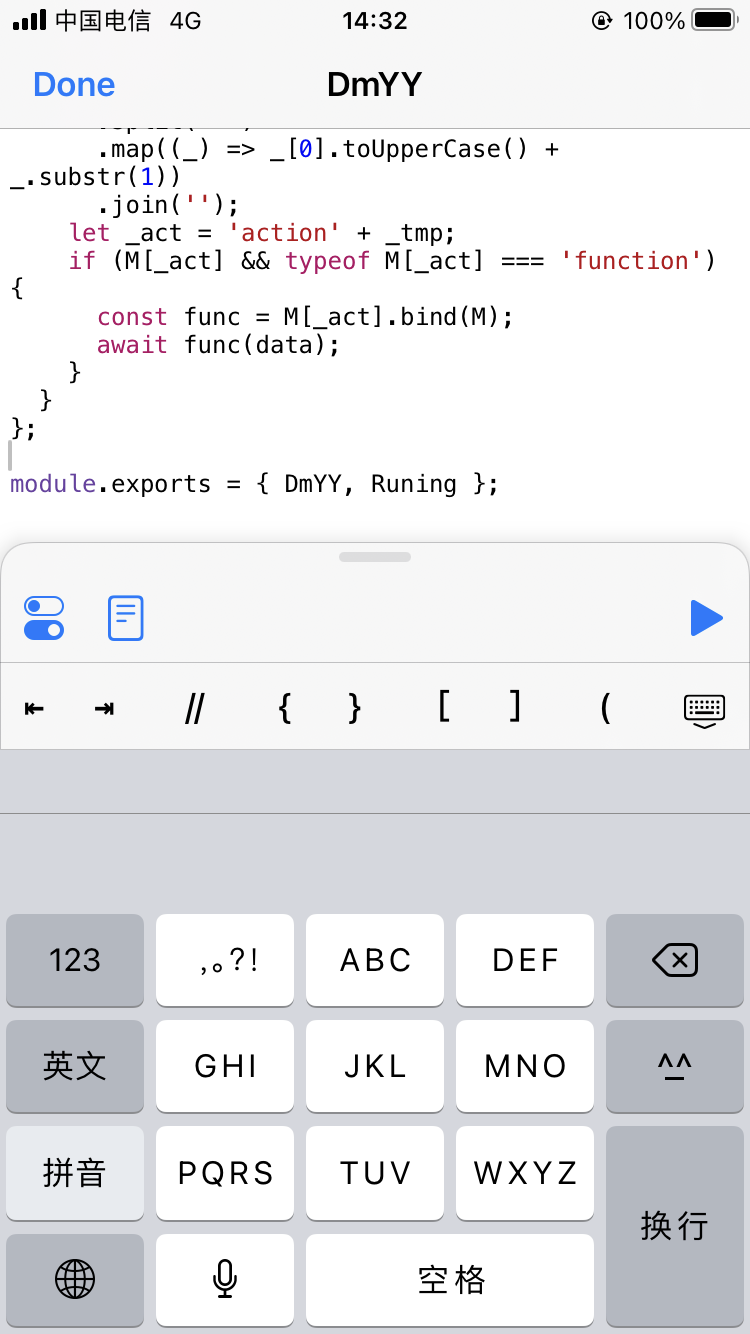 中国电信 4G 14:32 100%
Done DmYY
.map((_) => _[0].toUpperCase() +
_.substr(1))
.join('');
let _act = 'action' + _tmp;
if (M[_act] && typeof M[_act] === 'function')
{
const func = M[_act].bind(M);
await func(data);
}
}
};
module.exports = { DmYY, Runing };
// { } [ ] (
123 ,。?! ABC DEF
英文 GHI JKL MNO ^^
拼音 PQRS TUV WXYZ
换行
空格